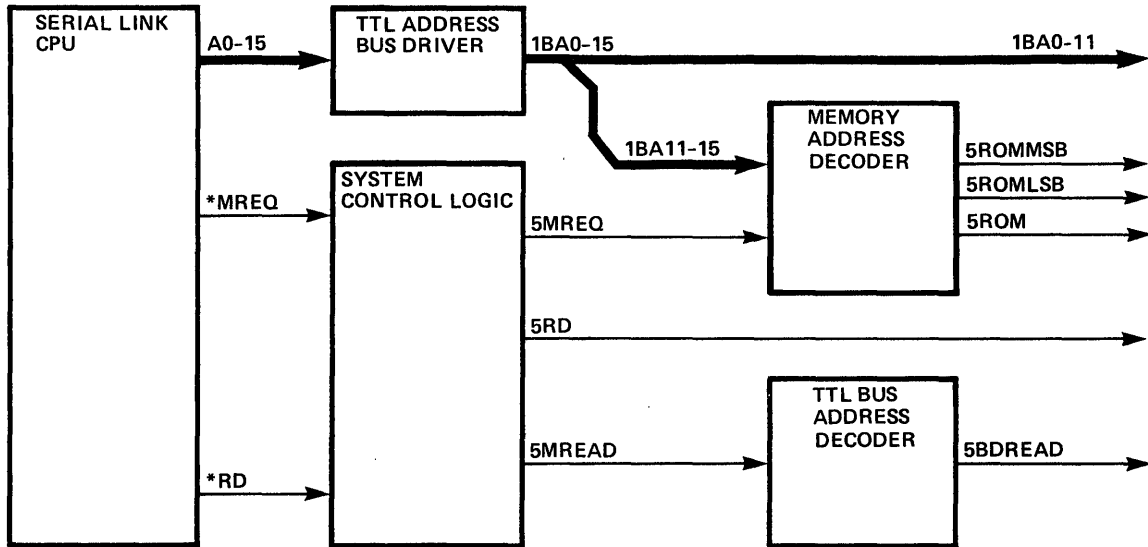 SERIAL LINK
CPU
A0-15
TTL ADDRESS
BUS DRIVER
1BA0-15
1BA0-11
1BA11-15
MEMORY
ADDRESS
DECODER
5ROMMSB
5ROMLSB
5ROM
*MREQ
SYSTEM
CONTROL LOGIC
5MREQ
5RD
TTL BUS
ADDRESS
DECODER
5MREAD
5BDREAD
*RD